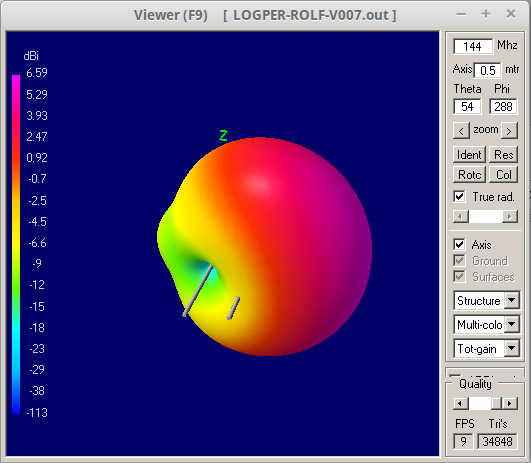 Viewer (F9) [ LOGPER-ROLF-V007.out ]
dBi
6.59
5.29
3.93
2.47
0.92
-0.7
-2.5
-4.5
-6.6
-9
-12
-15
-18
-23
-29
-38
-113
Z
144 Mhz
Axis 0.5 mtr
Theta Phi
54 288
< zoom >
Ident Res
Rotc Col
True rad.
Axis
Ground
Surfaces
Structure
Multi-colo
Tot-gain
Quality
FPS Tri's
9 34848